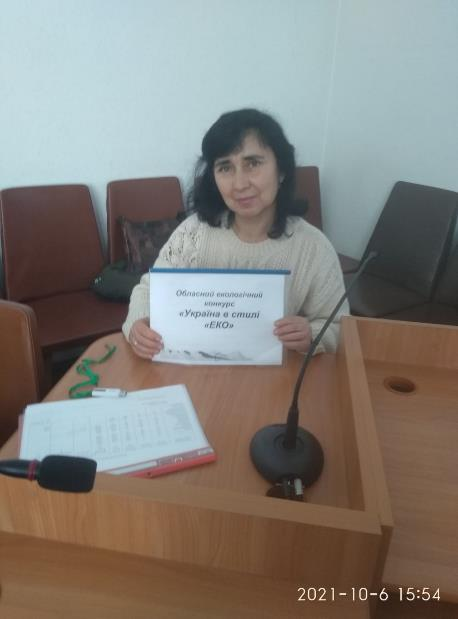 Обласний екологічний
конкурс
«Україна в стилі
«ЕКО»
2021-10-6 15:54